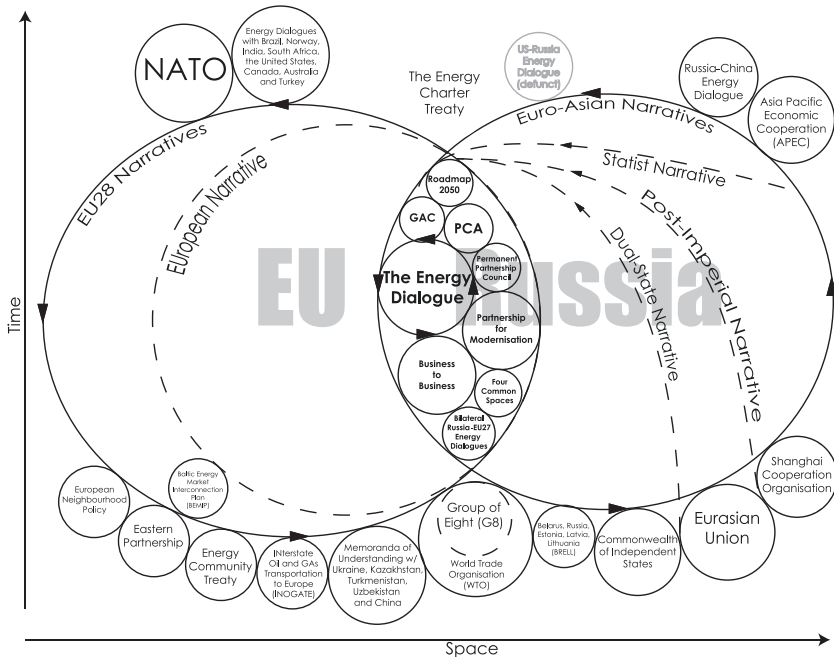 NATO
Energy Dialogues
with Brazil, Norway,
India, South Africa,
the United States,
Canada, Australia
and Turkey
The Energy
Charter
Treaty
US-Russia
Energy
Dialogue
(defunct)
Russia-China
Energy
Dialogue
Asia Pacific
Economic
Cooperation
(APEC)
EU28 Narratives
EUropean Narrative
Euro-Asian Narratives
Statist Narrative
Post-Imperial Narrative
Dual-State Narrative
EU Russia
Roadmap
2050
GAC
PCA
Permanent
Partnership
Council
The Energy
Dialogue
Partnership
for
Modernisation
Business
to
Business
Four
Common
Spaces
Bilateral
Russia-EU27
Energy
Dialogues
European
Neighbourhood
Policy
Baltic Energy
Market
Interconnection
Plan
(BEMIP)
Eastern
Partnership
Energy
Community
Treaty
Interstate
Oil and GAs
Transportation
to Europe
(INOGATE)
Memoranda of
Understanding w/
Ukraine, Kazakhstan,
Turkmenistan,
Uzbekistan
and China
Group of
Eight (G8)
World Trade
Organisation
(WTO)
Belarus, Russia,
Estonia, Latvia,
Lithuania
(BRELL)
Commonwealth
of Independent
States
Eurasian
Union
Shanghai
Cooperation
Organisation
Time
Space